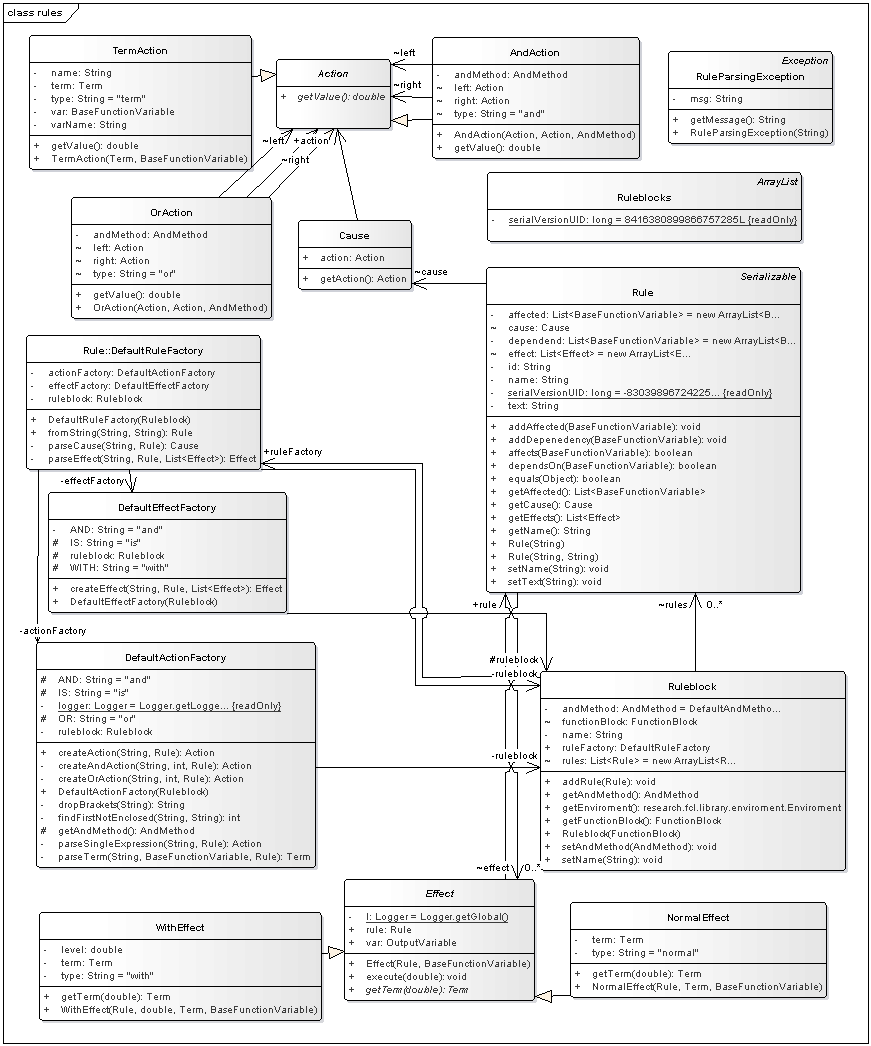 class rules
TermAction
- name: String
- term: Term
- type: String = "term"
- var: BaseFunctionVariable
- varName: String
+ getValue(): double
+ TermAction(Term, BaseFunctionVariable)
Action
+ getValue(): double
~left
~right
AndAction
- andMethod: AndMethod
~ left: Action
~ right: Action
~ type: String = "and"
+ AndAction(Action, Action, AndMethod)
+ getValue(): double
Exception
RuleParsingException
- msg: String
+ getMessage(): String
+ RuleParsingException(String)
~left
+action
~right
ArrayList
Ruleblocks
- serialVersionUID: long = 8416380899866757285L {readOnly}
OrAction
- andMethod: AndMethod
~ left: Action
~ right: Action
~ type: String = "or"
+ getValue(): double
+ OrAction(Action, Action, AndMethod)
Cause
+ action: Action
+ getAction(): Action
~cause
Serializable
Rule
- affected: List<BaseFunctionVariable> = new ArrayList<B...
~ cause: Cause
- dependend: List<BaseFunctionVariable> = new ArrayList<B...
~ effect: List<Effect> = new ArrayList<E...
- id: String
- name: String
- serialVersionUID: long = -83039896724225... {readOnly}
- text: String
+ addAffected(BaseFunctionVariable): void
+ addDepenedency(BaseFunctionVariable): void
+ affects(BaseFunctionVariable): boolean
+ dependsOn(BaseFunctionVariable): boolean
+ equals(Object): boolean
+ getAffected(): List<BaseFunctionVariable>
+ getCause(): Cause
+ getEffects(): List<Effect>
+ getName(): String
+ Rule(String)
+ Rule(String, String)
+ setName(String): void
+ setText(String): void
Rule::DefaultRuleFactory
- actionFactory: DefaultActionFactory
- effectFactory: DefaultEffectFactory
- ruleblock: Ruleblock
+ DefaultRuleFactory(Ruleblock)
+ fromString(String, String): Rule
- parseCause(String, Rule): Cause
- parseEffect(String, Rule, List<Effect>): Effect
+ruleFactory
-effectFactory
DefaultEffectFactory
- AND: String = "and"
# IS: String = "is"
# ruleblock: Ruleblock
# WITH: String = "with"
+ createEffect(String, Rule, List<Effect>): Effect
+ DefaultEffectFactory(Ruleblock)
+rule
~rules
0..*
-actionFactory
#ruleblock
-ruleblock
DefaultActionFactory
# AND: String = "and"
# IS: String = "is"
- logger: Logger = Logger.getLogge... {readOnly}
# OR: String = "or"
- ruleblock: Ruleblock
+ createAction(String, Rule): Action
- createAndAction(String, int, Rule): Action
- createOrAction(String, int, Rule): Action
+ DefaultActionFactory(Ruleblock)
- dropBrackets(String): String
- findFirstNotEnclosed(String, String): int
# getAndMethod(): AndMethod
- parseSingleExpression(String, Rule): Action
- parseTerm(String, BaseFunctionVariable, Rule): Term
-ruleblock
Ruleblock
- andMethod: AndMethod = DefaultAndMetho...
~ functionBlock: FunctionBlock
- name: String
+ ruleFactory: DefaultRuleFactory
~ rules: List<Rule> = new ArrayList<R...
+ addRule(Rule): void
+ getAndMethod(): AndMethod
+ getEnviroment(): research.fcl.library.enviroment.Enviroment
+ getFunctionBlock(): FunctionBlock
+ Ruleblock(FunctionBlock)
+ setAndMethod(AndMethod): void
+ setName(String): void
~effect
0..*
Effect
- l: Logger = Logger.getGlobal()
+ rule: Rule
+ var: OutputVariable
+ Effect(Rule, BaseFunctionVariable)
+ execute(double): void
+ getTerm(double): Term
WithEffect
- level: double
- term: Term
- type: String = "with"
+ getTerm(double): Term
+ WithEffect(Rule, double, Term, BaseFunctionVariable)
NormalEffect
- term: Term
- type: String = "normal"
+ getTerm(double): Term
+ NormalEffect(Rule, Term, BaseFunctionVariable)